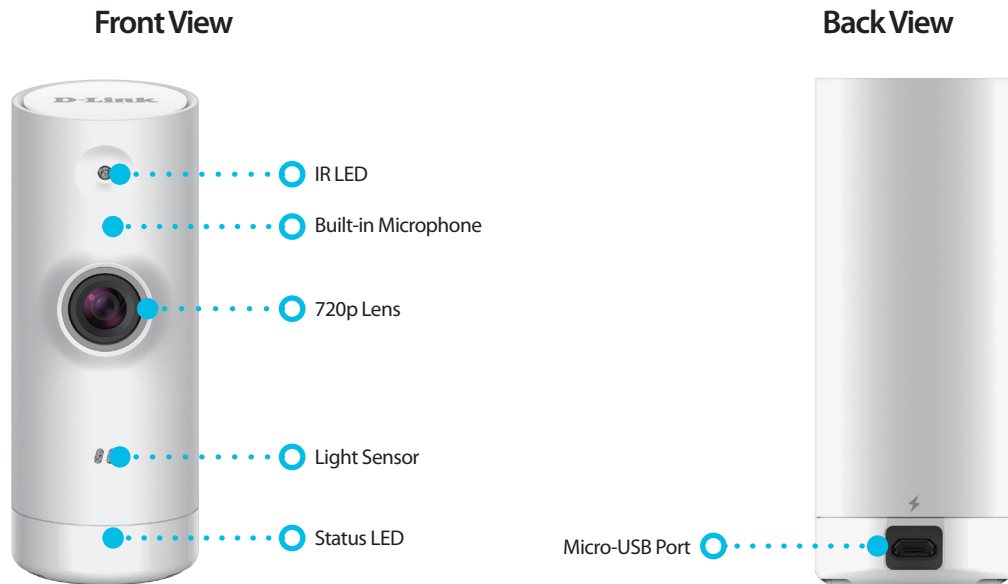 Front View
Back View
D-Link
IR LED
Built-in Microphone
720p Lens
Light Sensor
Status LED
Micro-USB Port